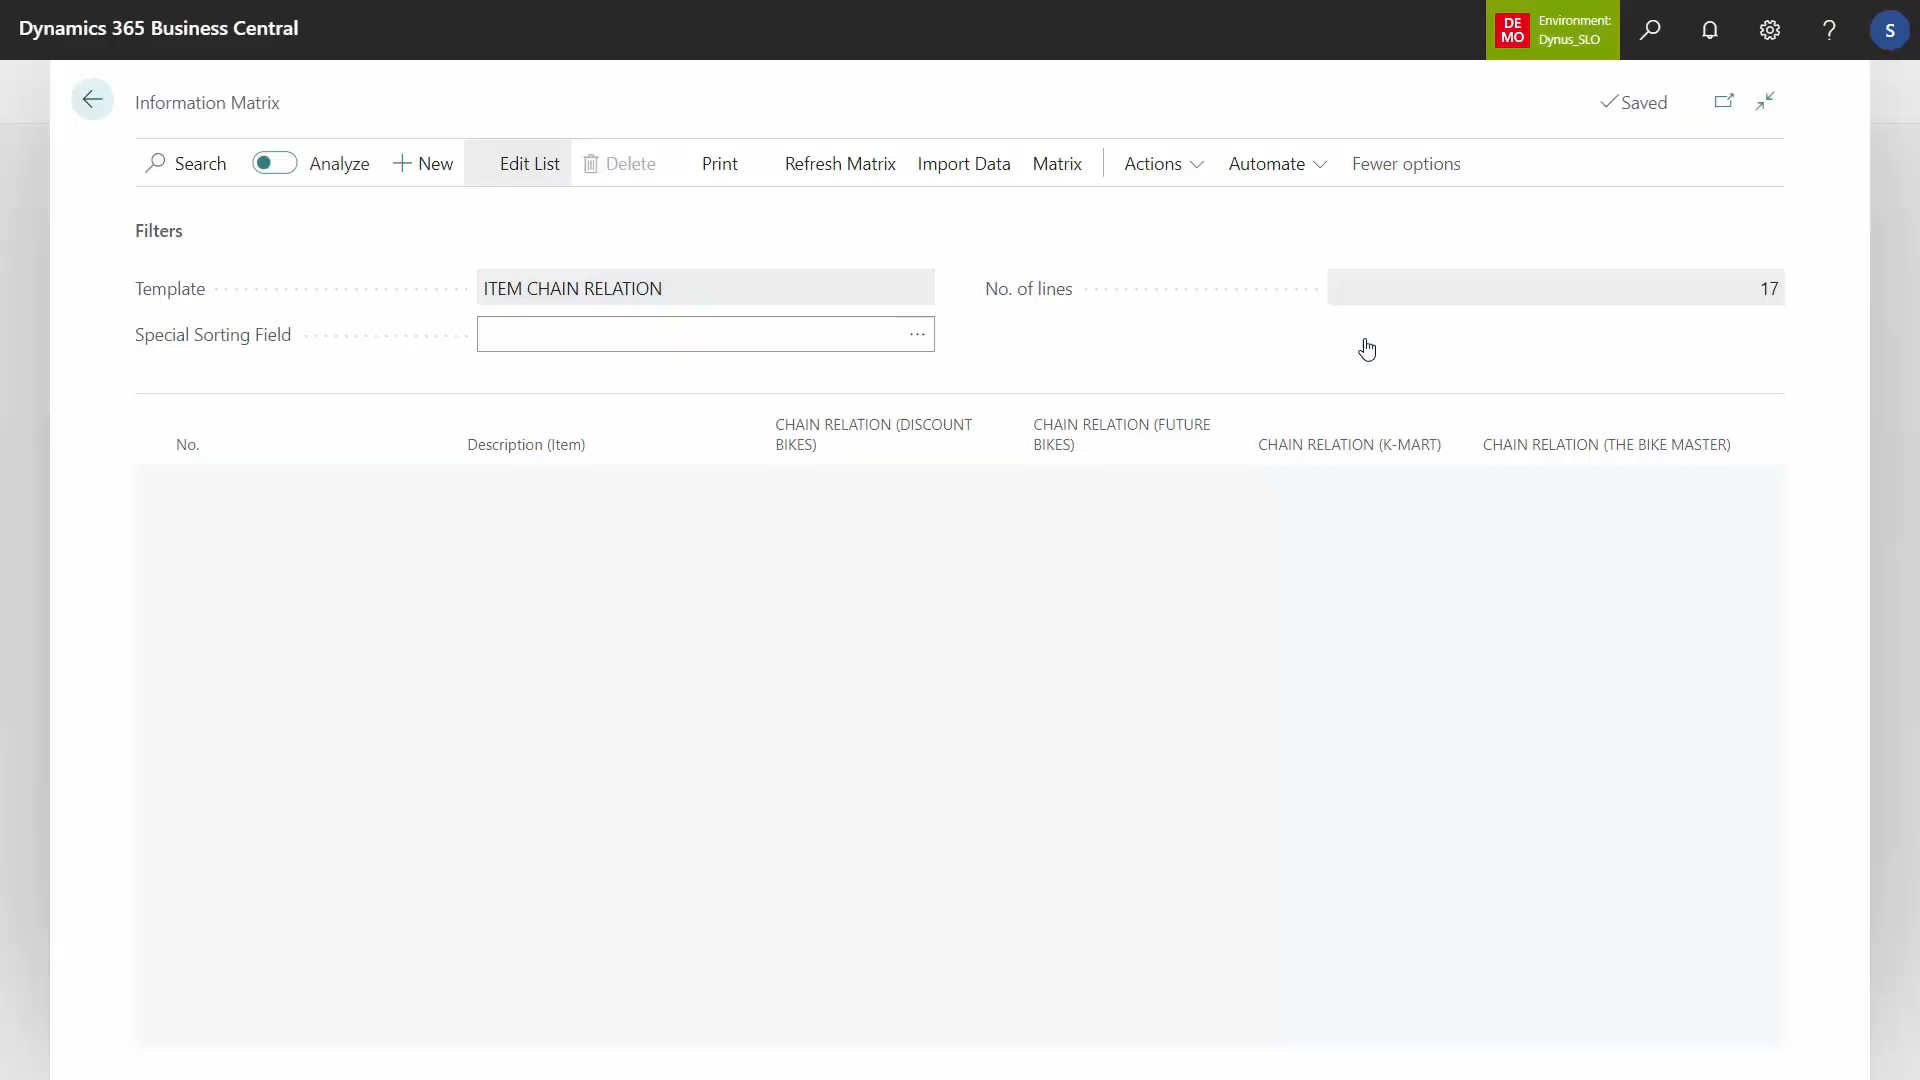 Dynamics 365 Business Central
DE
MO
Environment:
Dynus_SLO
S
Information Matrix
Saved
Search
Analyze
New
Edit List
Delete
Print
Refresh Matrix
Import Data
Matrix
Actions
Automate
Fewer options
Filters
Template
ITEM CHAIN RELATION
No. of lines
17
Special Sorting Field
...
No.
Description (Item)
CHAIN RELATION (DISCOUNT
BIKES)
CHAIN RELATION (FUTURE
BIKES)
CHAIN RELATION (K-MART)
CHAIN RELATION (THE BIKE MASTER)